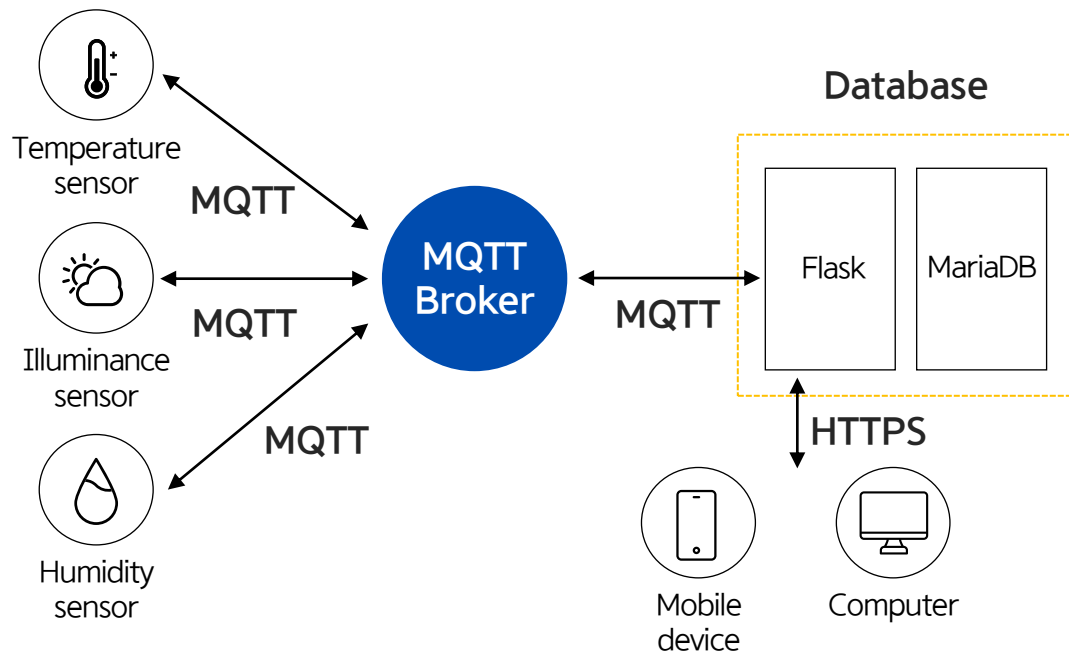 Temperature
sensor
MQTT
Illuminance
sensor
MQTT
Humidity
sensor
MQTT
MQTT
Broker
MQTT
Database
Flask
MariaDB
HTTPS
Mobile
device
Computer